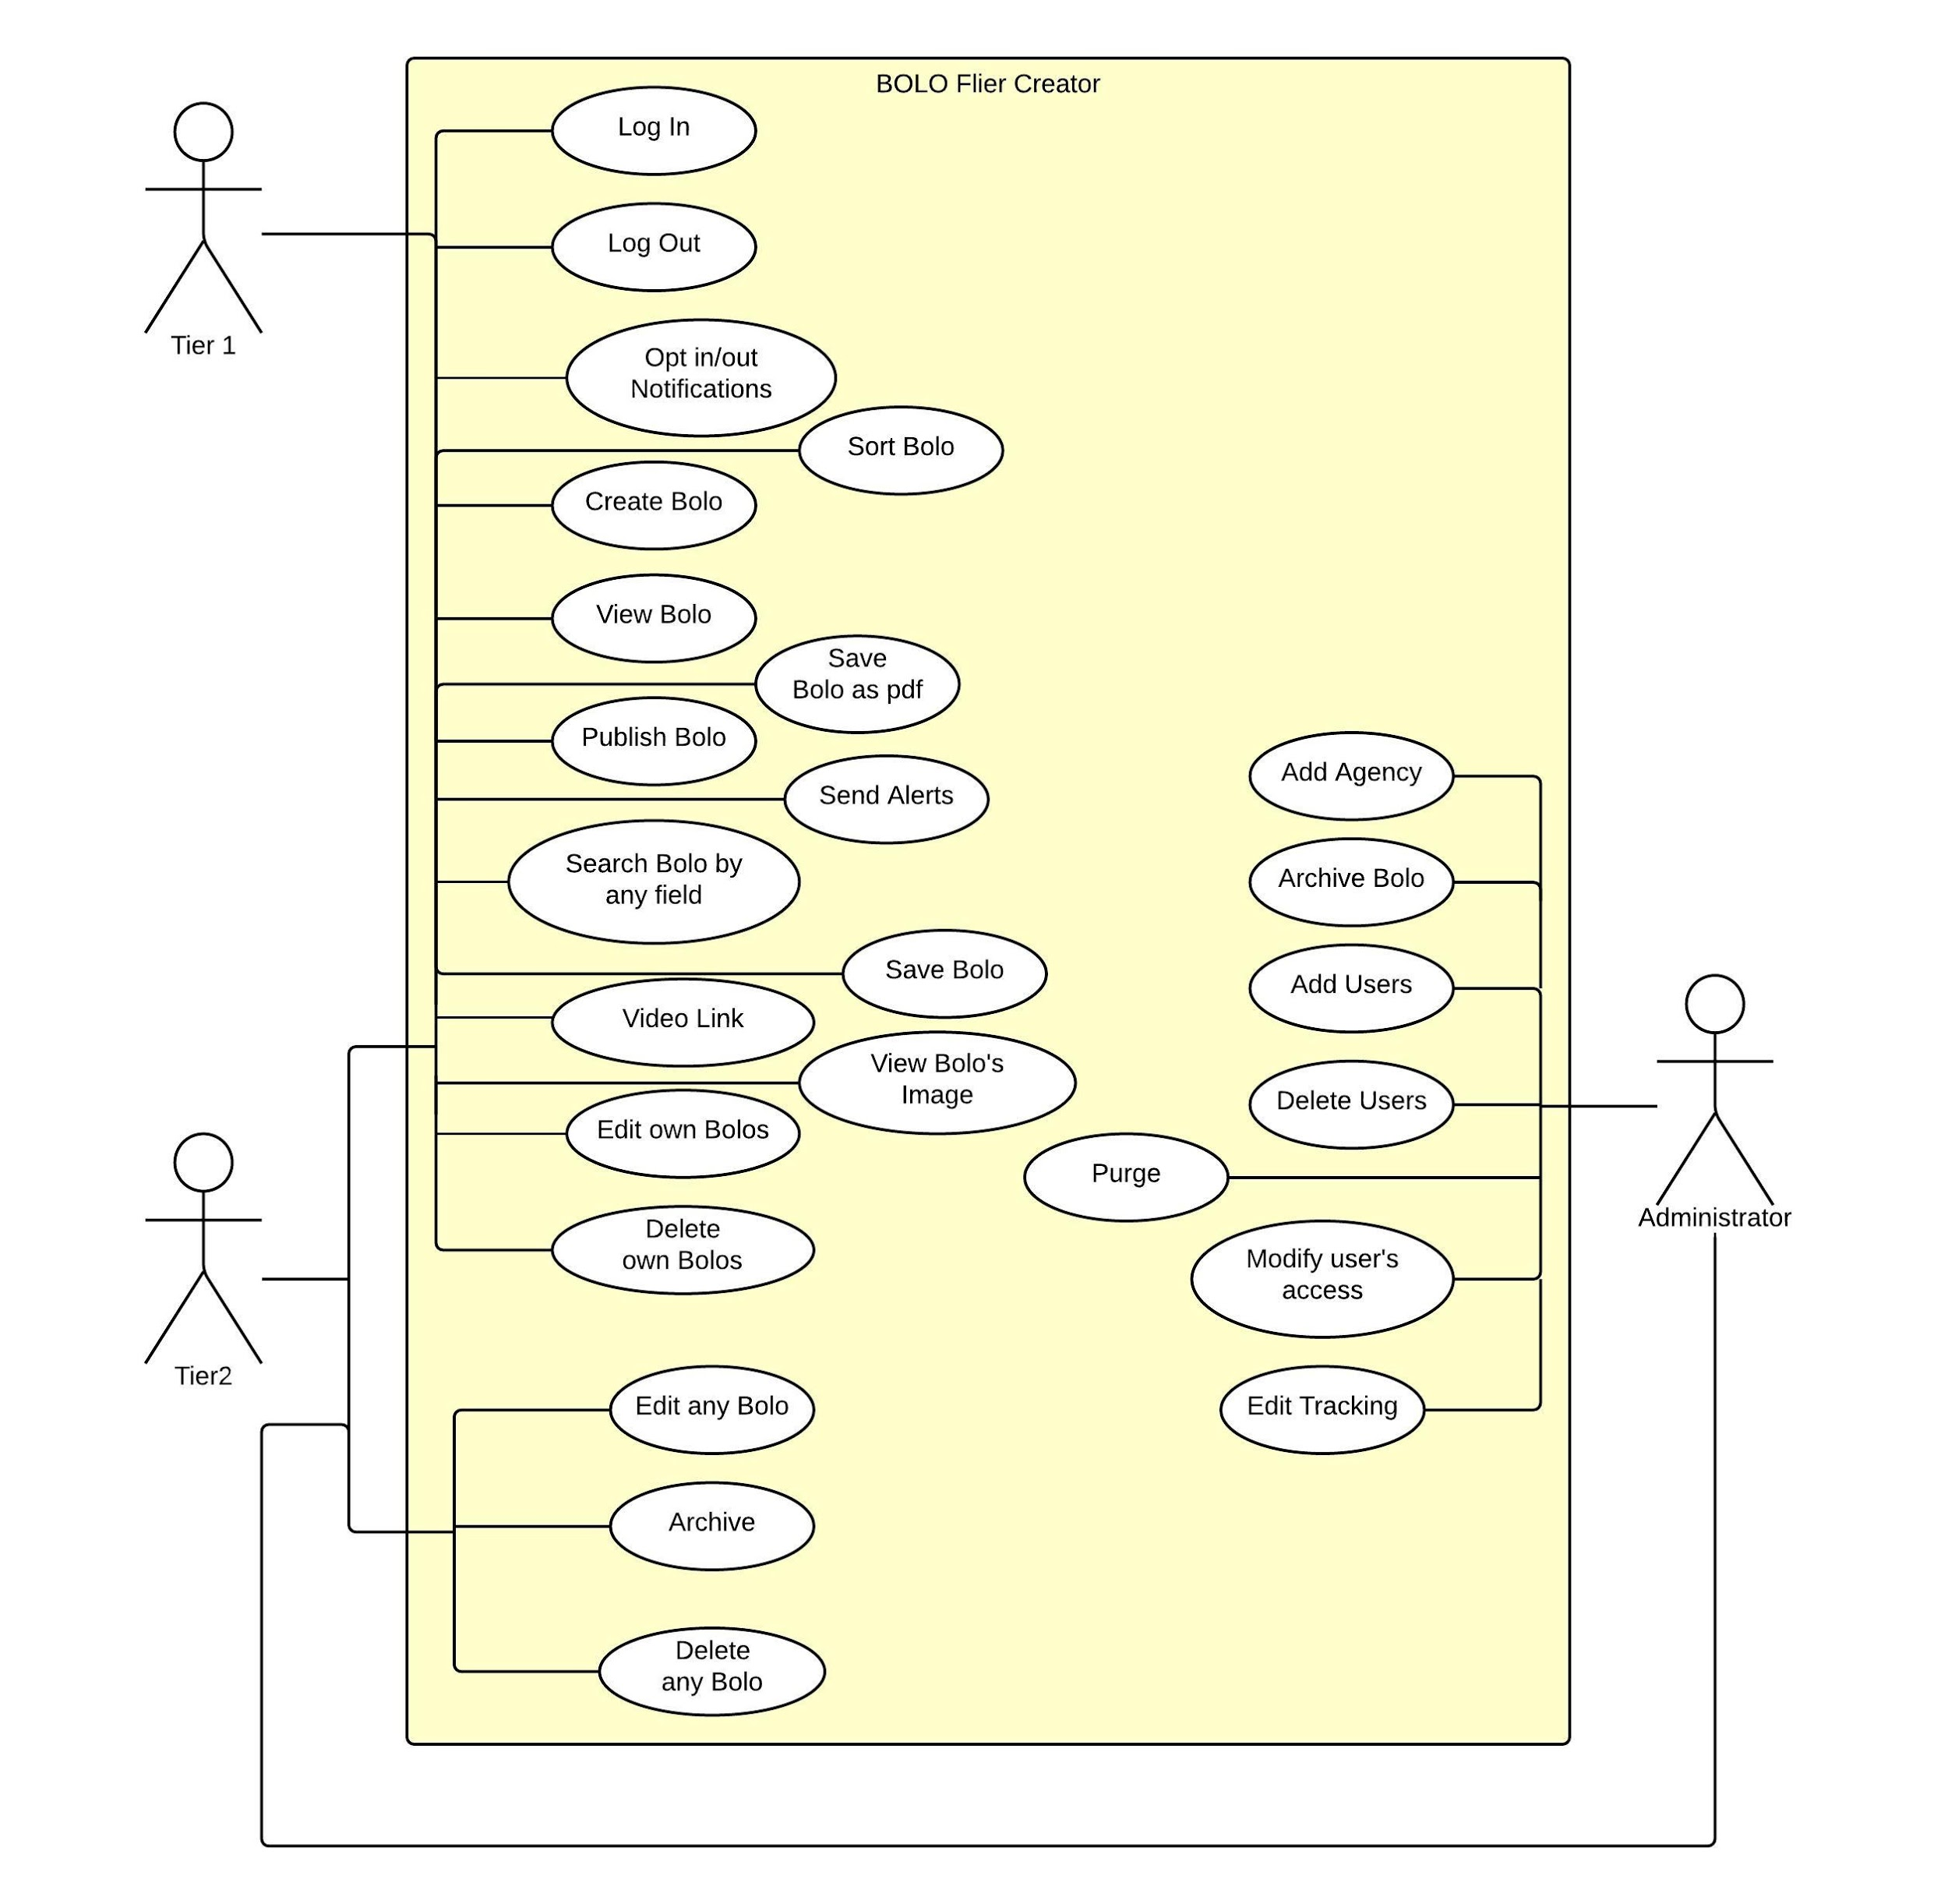 BOLO Flier Creator
Log In
Log Out
Tier 1
Opt in/out
Notifications
Sort Bolo
Create Bolo
View Bolo
Save
Bolo as pdf
Publish Bolo
Add Agency
Send Alerts
Search Bolo by
any field
Archive Bolo
Save Bolo
Add Users
Video Link
View Bolo's
Image
Delete Users
Edit own Bolos
Purge
Administrator
Delete
own Bolos
Modify user's
access
Tier2
Edit any Bolo
Edit Tracking
Archive
Delete
any Bolo